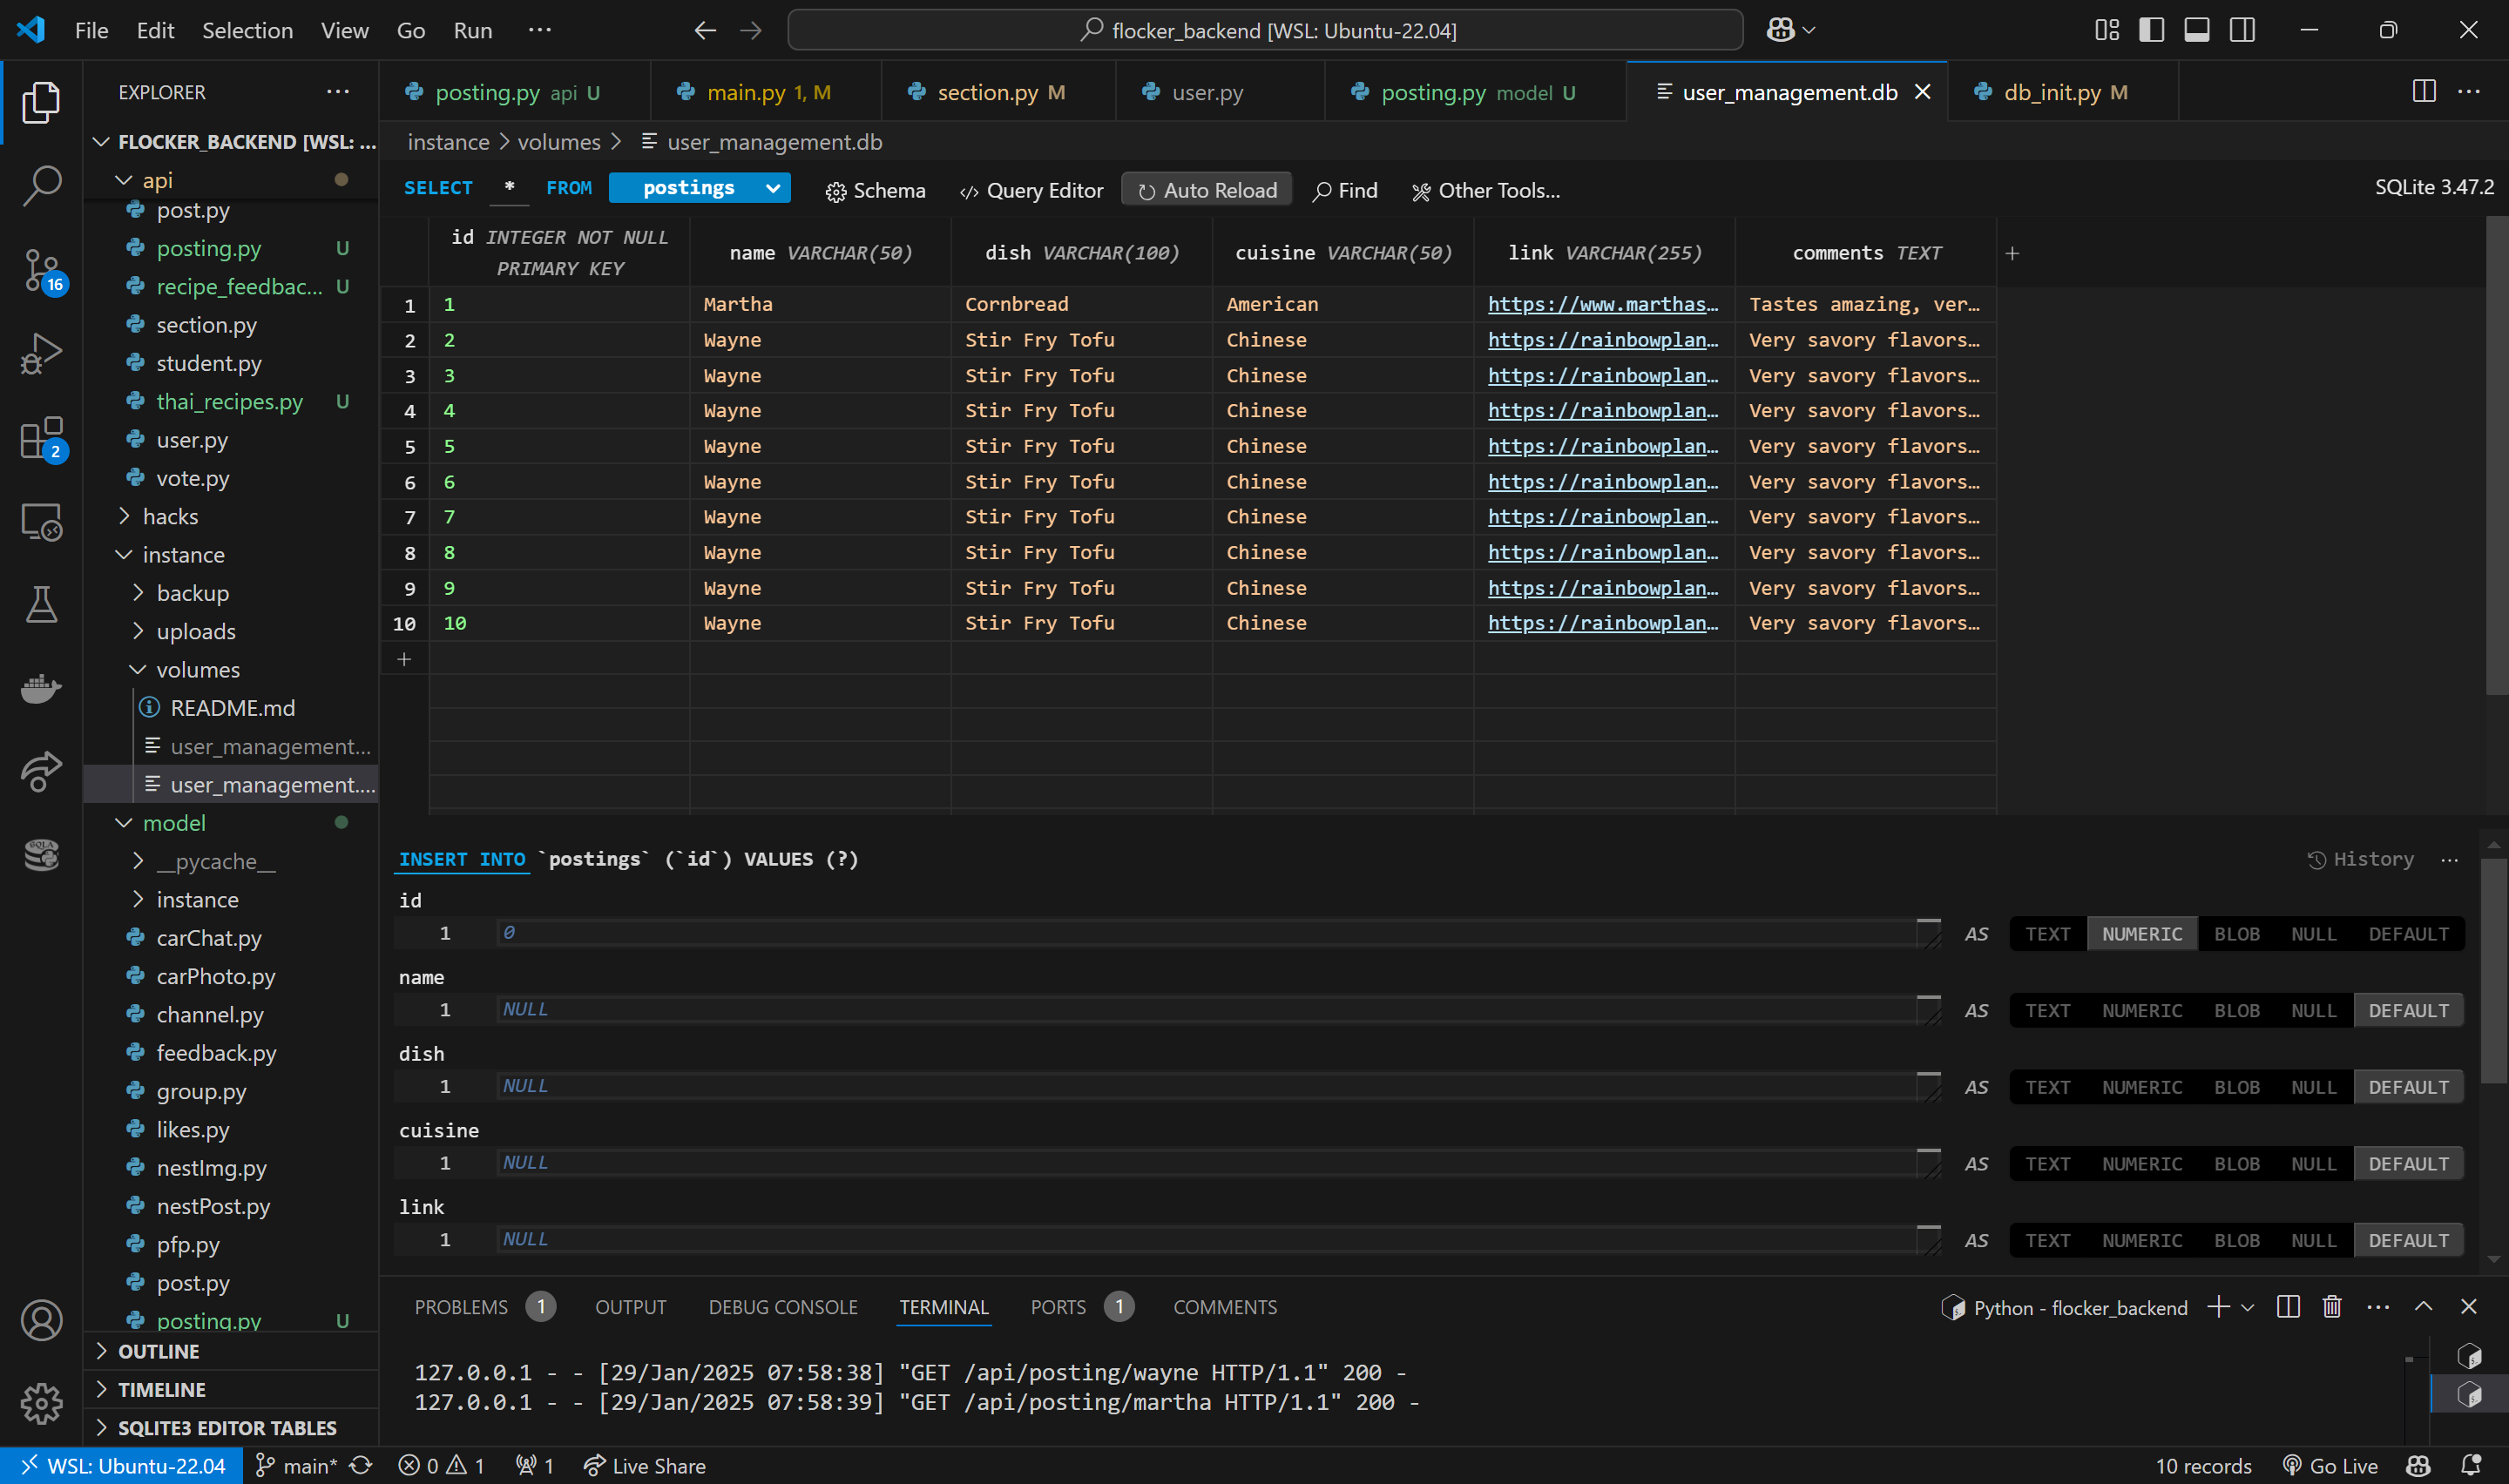 File Edit Selection View Go Run ···
flocker_backend [WSL: Ubuntu-22.04]
EXPLORER ···
FLOCKER_BACKEND [WSL: ...
api
post.py
posting.py U
recipe_feedbac... U
section.py
student.py
thai_recipes.py U
user.py
vote.py
hacks
instance
backup
uploads
volumes
README.md
user_management...
user_management....
model
__pycache__
instance
carChat.py
carPhoto.py
channel.py
feedback.py
group.py
likes.py
nestImg.py
nestPost.py
pfp.py
post.py
posting.py U
OUTLINE
TIMELINE
SQLITE3 EDITOR TABLES
16
2
posting.py api U main.py 1, M section.py M user.py posting.py model U user_management.db db_init.py M
instance > volumes > user_management.db
SELECT * FROM postings Schema Query Editor Auto Reload Find Other Tools... SQLite 3.47.2
id INTEGER NOT NULL PRIMARY KEY name VARCHAR(50) dish VARCHAR(100) cuisine VARCHAR(50) link VARCHAR(255) comments TEXT +
1 1 Martha Cornbread American https://www.marthas… Tastes amazing, ver…
2 2 Wayne Stir Fry Tofu Chinese https://rainbowplan… Very savory flavors…
3 3 Wayne Stir Fry Tofu Chinese https://rainbowplan… Very savory flavors…
4 4 Wayne Stir Fry Tofu Chinese https://rainbowplan… Very savory flavors…
5 5 Wayne Stir Fry Tofu Chinese https://rainbowplan… Very savory flavors…
6 6 Wayne Stir Fry Tofu Chinese https://rainbowplan… Very savory flavors…
7 7 Wayne Stir Fry Tofu Chinese https://rainbowplan… Very savory flavors…
8 8 Wayne Stir Fry Tofu Chinese https://rainbowplan… Very savory flavors…
9 9 Wayne Stir Fry Tofu Chinese https://rainbowplan… Very savory flavors…
10 10 Wayne Stir Fry Tofu Chinese https://rainbowplan… Very savory flavors…
+
INSERT INTO `postings` (`id`) VALUES (?) History ···
id
1 0 AS TEXT NUMERIC BLOB NULL DEFAULT
name
1 NULL AS TEXT NUMERIC BLOB NULL DEFAULT
dish
1 NULL AS TEXT NUMERIC BLOB NULL DEFAULT
cuisine
1 NULL AS TEXT NUMERIC BLOB NULL DEFAULT
link
1 NULL AS TEXT NUMERIC BLOB NULL DEFAULT
PROBLEMS 1 OUTPUT DEBUG CONSOLE TERMINAL PORTS 1 COMMENTS Python - flocker_backend
127.0.0.1 - - [29/Jan/2025 07:58:38] "GET /api/posting/wayne HTTP/1.1" 200 -
127.0.0.1 - - [29/Jan/2025 07:58:39] "GET /api/posting/martha HTTP/1.1" 200 -
WSL: Ubuntu-22.04 main* 0 1 1 Live Share 10 records Go Live